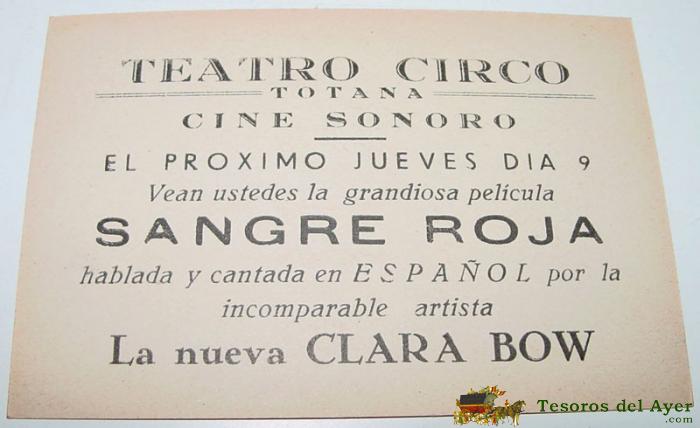 TEATRO CIRCO
TOTANA
CINE SONORO
EL PROXIMO JUEVES DIA 9
Vean ustedes la grandiosa película
SANGRE ROJA
hablada y cantada en ESPAÑOL por la
incomparable artista
La nueva CLARA BOW
Tesoros del Ayer
.com